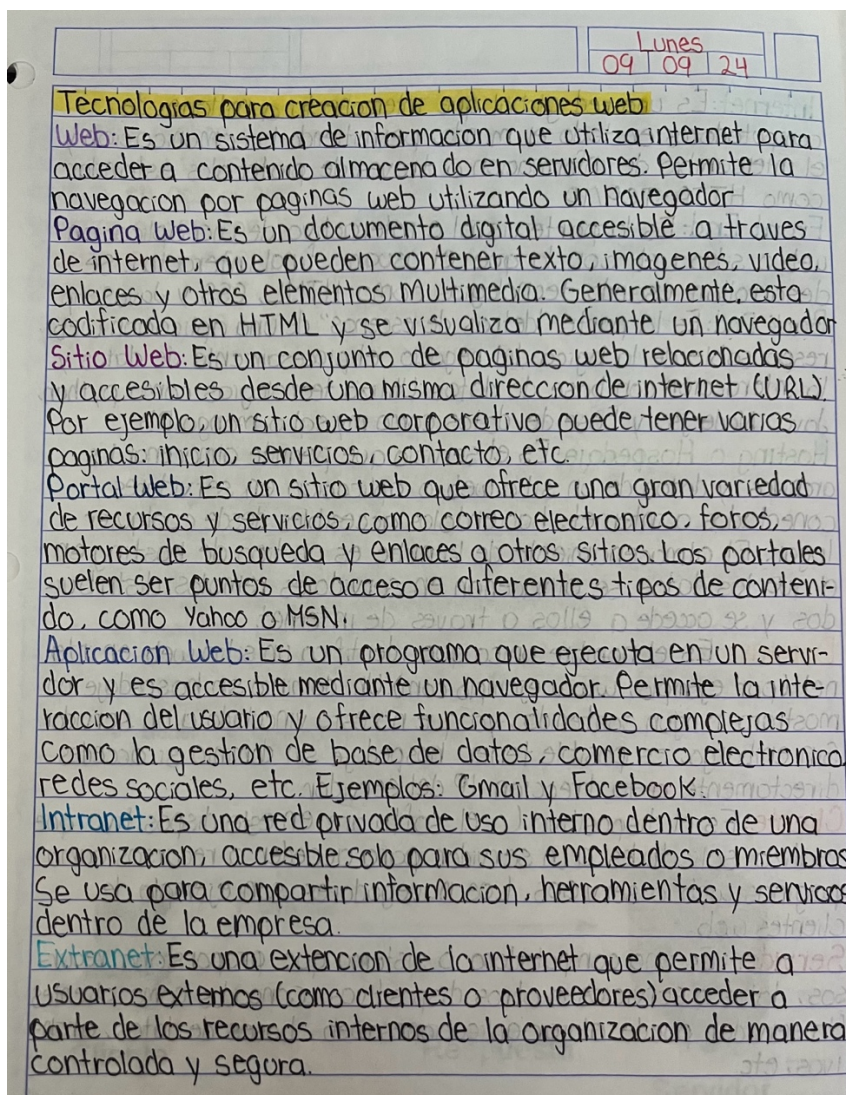 Lunes
09 09 24
Tecnologias para creacion de aplicaciones web
Web: Es un sistema de informacion que utiliza internet para
acceder a contenido almacenado en servidores. Permite la
navegacion por paginas web utilizando un navegador
Pagina Web: Es un documento digital accesible a traves
de internet, que pueden contener texto, imagenes, video,
enlaces y otros elementos Multimedia. Generalmente, esta
codificada en HTML y se visualiza mediante un navegador
Sitio Web: Es un conjunto de paginas web relacionadas
y accesibles desde una misma direccion de internet (URL).
Por ejemplo, un sitio web corporativo puede tener varias
paginas: inicio, servicios, contacto, etc.
Portal Web: Es un sitio web que ofrece una gran variedad
de recursos y servicios, como correo electronico, foros,
motores de busqueda y enlaces a otros sitios. Los portales
suelen ser puntos de acceso a diferentes tipos de conteni-
do, como Yahoo o MSN.
Aplicacion Web: Es un programa que ejecuta en un servi-
dor y es accesible mediante un navegador. Permite la inte-
raccion del usuario y ofrece funcionalidades complejas
como la gestion de base de datos, comercio electronico,
redes sociales, etc. Ejemplos: Gmail y Facebook.
Intranet: Es una red privada de uso interno dentro de una
organizacion, accesible solo para sus empleados o miembros
Se usa para compartir informacion, herramientas y servicios
dentro de la empresa.
Extranet: Es una extencion de la internet que permite a
usuarios externos (como clientes o proveedores) acceder a
parte de los recursos internos de la organizacion de manera
controlada y segura.